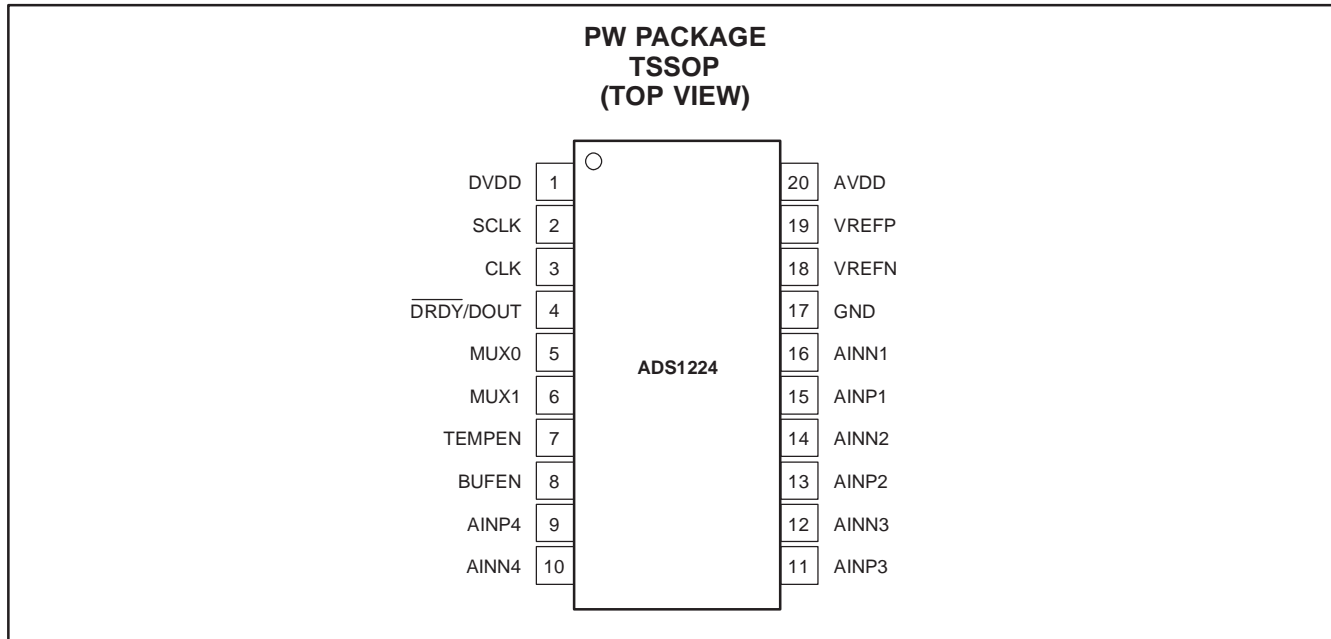 PW PACKAGE
TSSOP
(TOP VIEW)
DVDD 1 20 AVDD
SCLK 2 19 VREFP
CLK 3 18 VREFN
D̅R̅D̅Y̅/DOUT 4 17 GND
MUX0 5 16 AINN1
ADS1224
MUX1 6 15 AINP1
TEMPEN 7 14 AINN2
BUFEN 8 13 AINP2
AINP4 9 12 AINN3
AINN4 10 11 AINP3